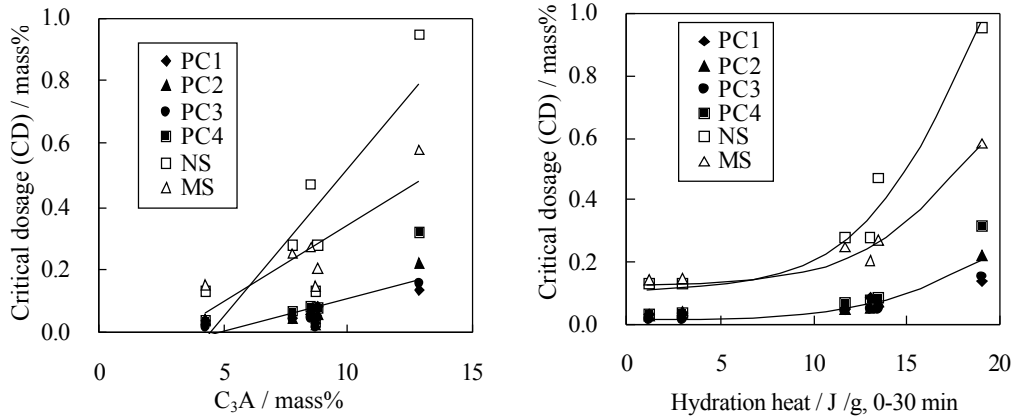 1.0
0.8
0.6
0.4
0.2
0.0
Critical dosage (CD) / mass%
PC1
PC2
PC3
PC4
NS
MS
0 5 10 15
C₃A / mass%
1.0
0.8
0.6
0.4
0.2
0.0
Critical dosage (CD) / mass%
PC1
PC2
PC3
PC4
NS
MS
0 5 10 15 20
Hydration heat / J /g, 0-30 min